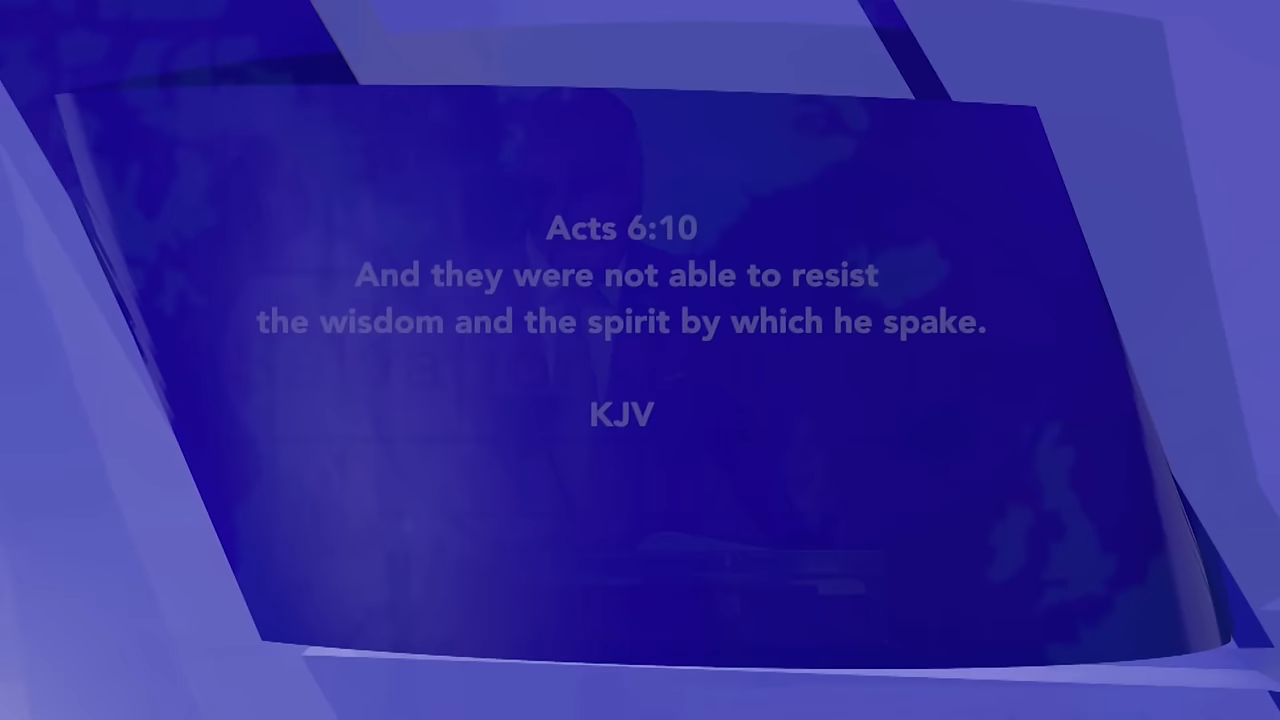 Acts 6:10
And they were not able to resist
the wisdom and the spirit by which he spake.
KJV